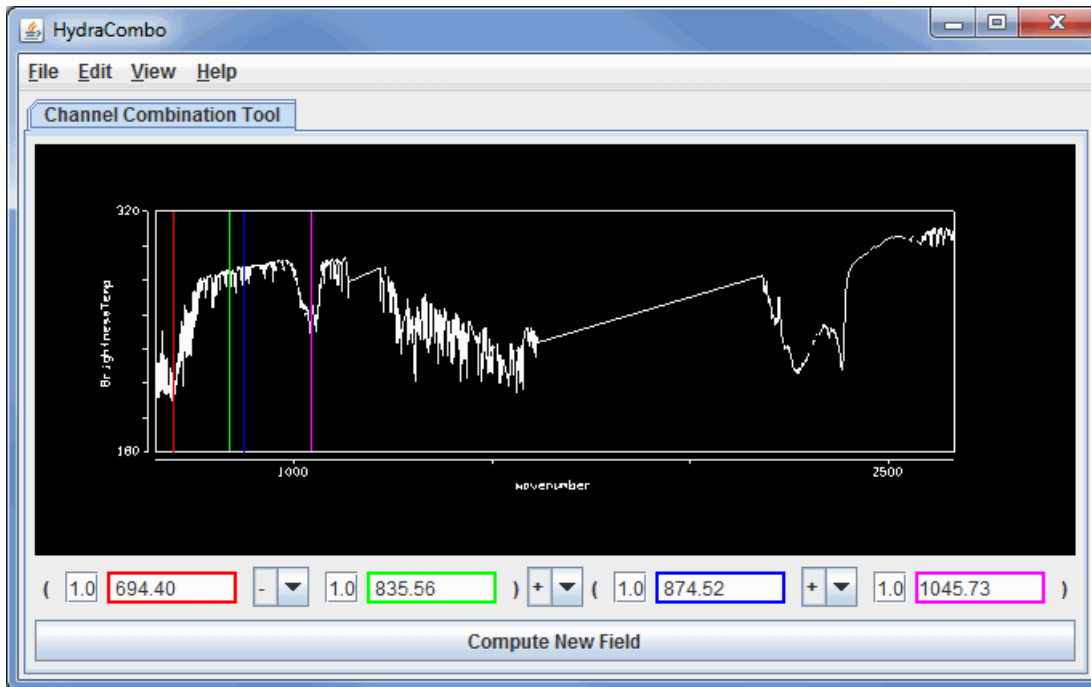 HydraCombo
File Edit View Help
Channel Combination Tool
320
BrightnessTemp
180
1000
2500
Wavenumber
( 1.0 694.40 - 1.0 835.56 ) + ( 1.0 874.52 + 1.0 1045.73 )
Compute New Field